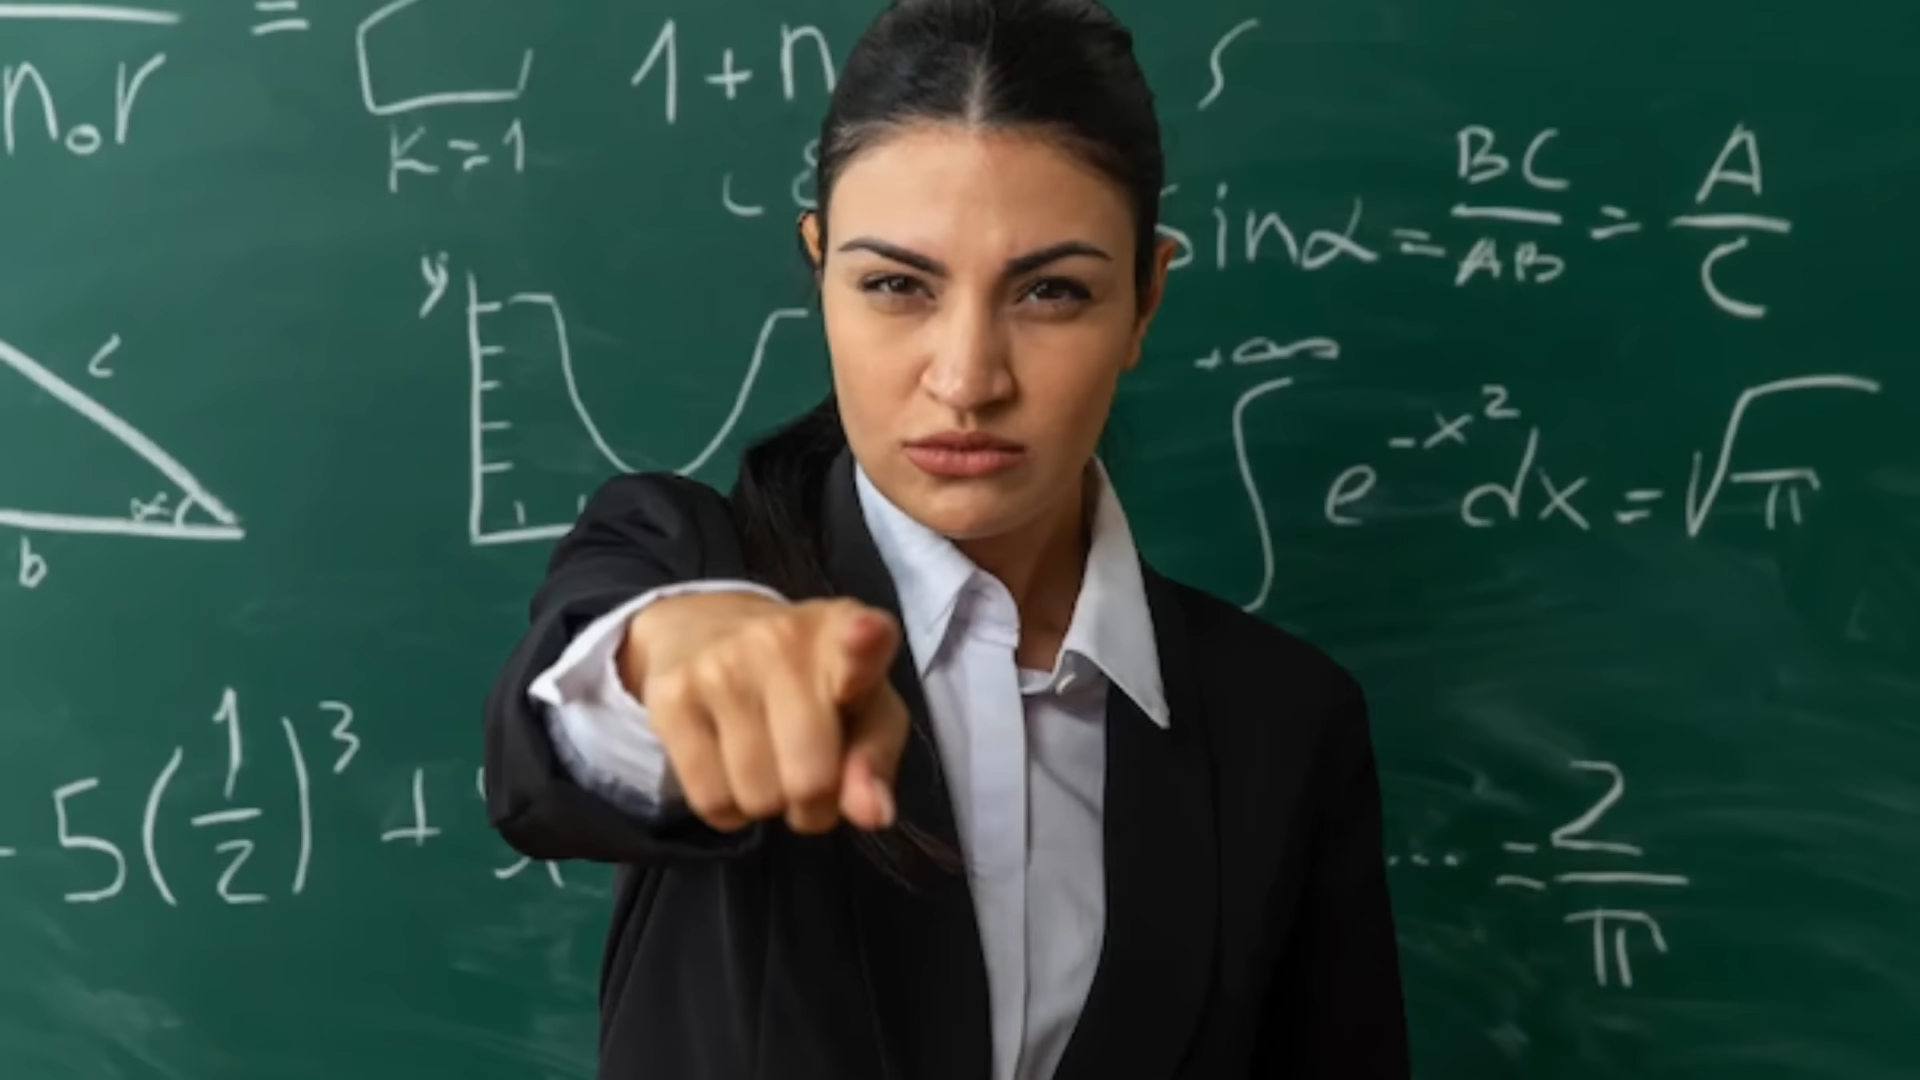 n₀r =
K=1
1+n
S
sinα = BC/AB = A/C
y
c
α
b
+∞
∫ e^-x² dx = √π
5(1/2)³ +
... = 2/π